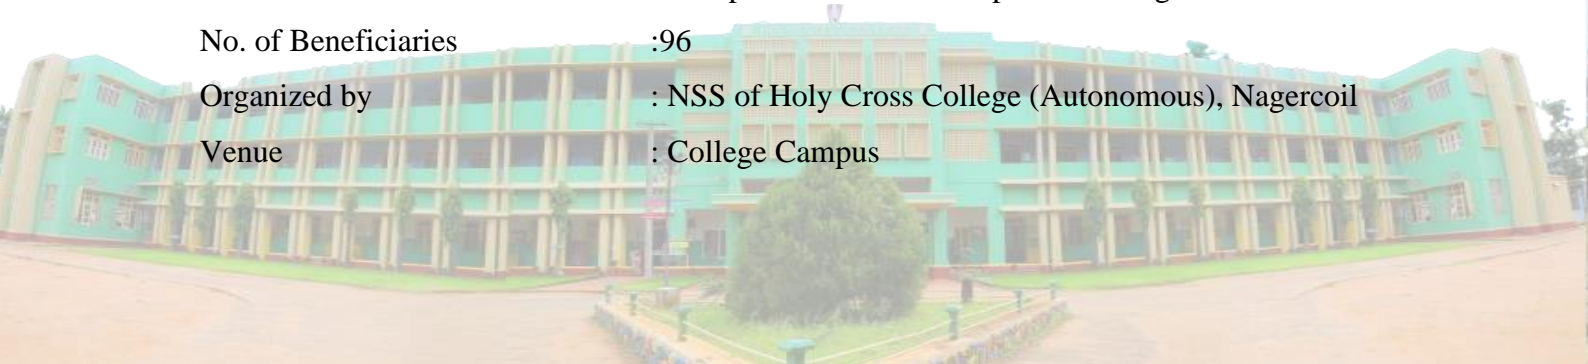 No. of Beneficiaries :96
Organized by : NSS of Holy Cross College (Autonomous), Nagercoil
Venue : College Campus